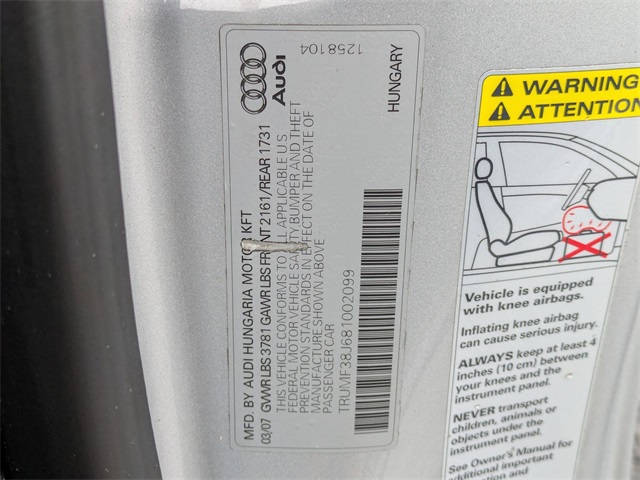 MFD. BY AUDI HUNGARIA MOTOR KFT
03/07 GVWR LBS 3781 GAWR LBS FRONT 2161/REAR 1731
THIS VEHICLE CONFORMS TO ALL APPLICABLE U.S
FEDERAL MOTOR VEHICLE SAFETY BUMPER AND THEFT
PREVENTION STANDARDS IN EFFECT ON THE DATE OF
MANUFACTURE SHOWN ABOVE
PASSENGER CAR
TRUMF38J681002099
Audi
1258104
HUNGARY
WARNING
ATTENTION
Vehicle is equipped
with knee airbags.
Inflating knee airbag
can cause serious injury.
ALWAYS keep at least 4
inches (10 cm) between
your knees and the
instrument panel.
NEVER transport
children, animals or
objects under the
instrument panel.
See Owner's Manual for
additional important
information and